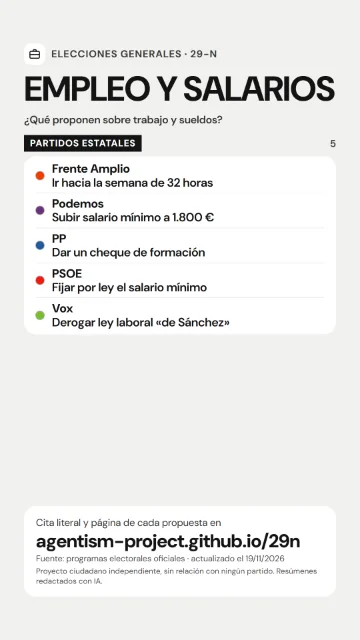 ELECCIONES GENERALES · 29-N
EMPLEO Y SALARIOS
¿Qué proponen sobre trabajo y sueldos?
PARTIDOS ESTATALES 5
Frente Amplio
Ir hacia la semana de 32 horas
Podemos
Subir salario mínimo a 1.800 €
PP
Dar un cheque de formación
PSOE
Fijar por ley el salario mínimo
Vox
Derogar ley laboral «de Sánchez»
Cita literal y página de cada propuesta en
agentism-project.github.io/29n
Fuente: programas electorales oficiales · actualizado el 19/11/2026
Proyecto ciudadano independiente, sin relación con ningún partido. Resúmenes
redactados con IA.